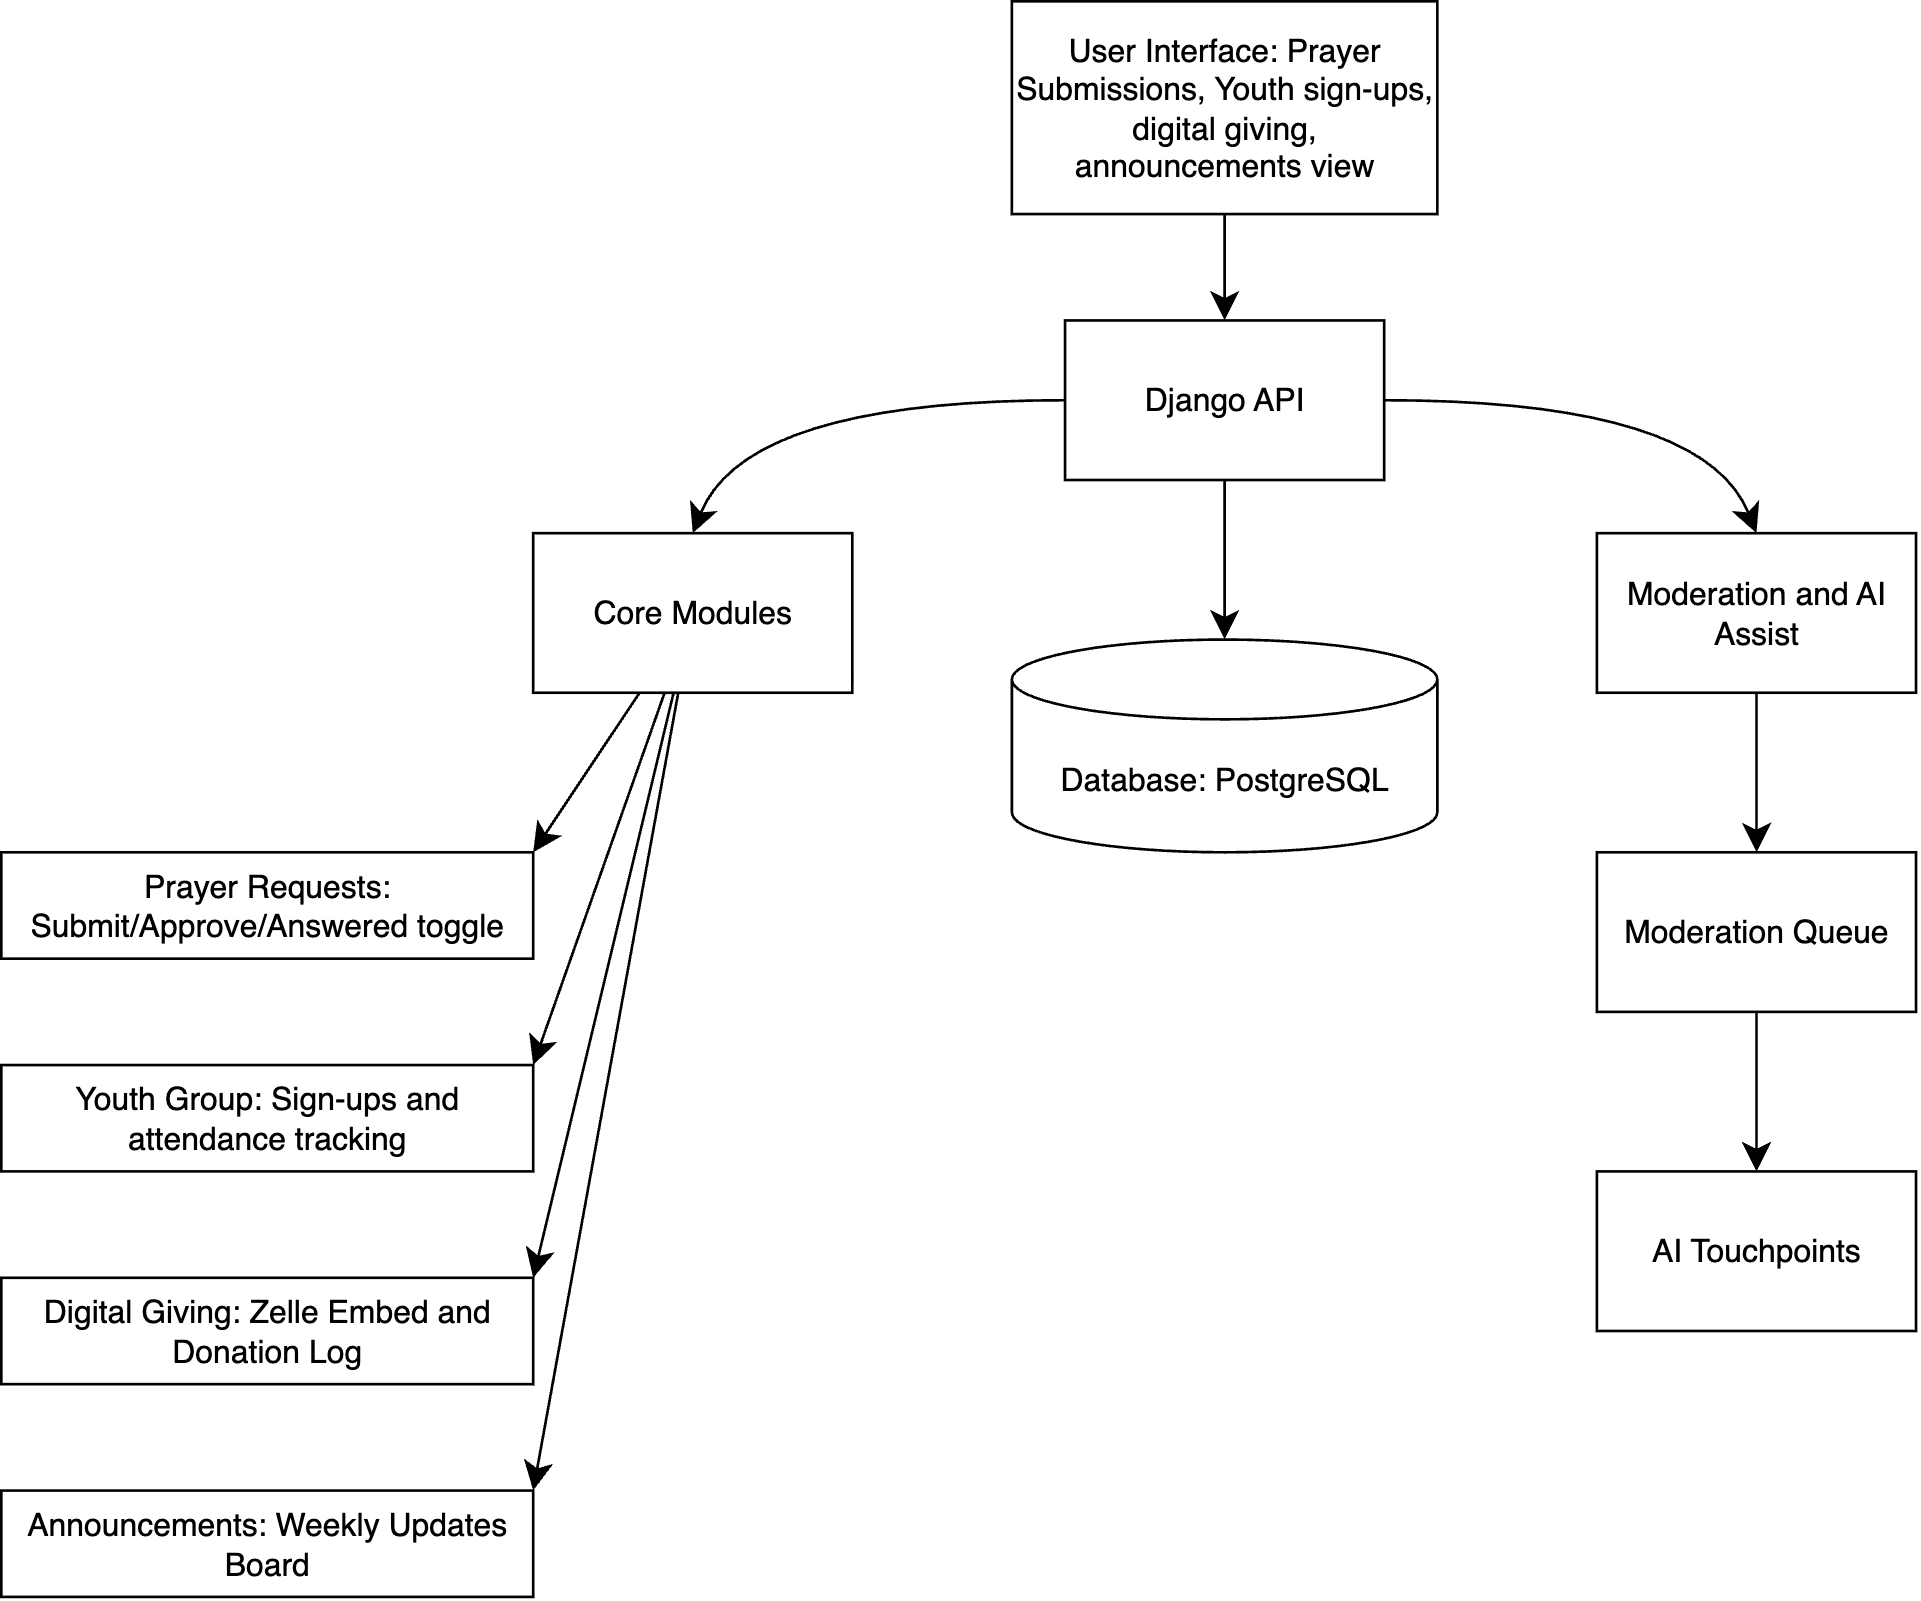 User Interface: Prayer
Submissions, Youth sign-ups,
digital giving,
announcements view
Django API
Core Modules
Moderation and AI
Assist
Database: PostgreSQL
Prayer Requests:
Submit/Approve/Answered toggle
Moderation Queue
Youth Group: Sign-ups and
attendance tracking
AI Touchpoints
Digital Giving: Zelle Embed and
Donation Log
Announcements: Weekly Updates
Board